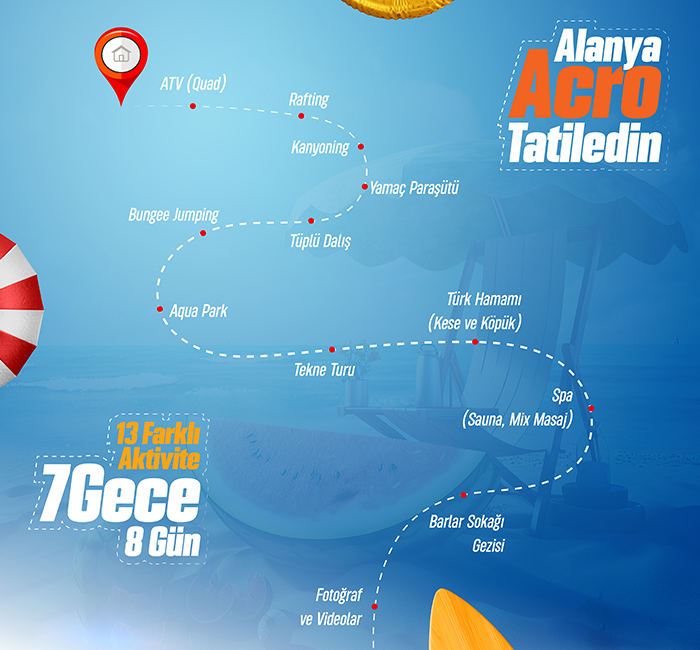 Alanya
Acro
Tatiledin
ATV (Quad)
Rafting
Kanyoning
Yamaç Paraşütü
Tüplü Dalış
Bungee Jumping
Aqua Park
Tekne Turu
Türk Hamamı
(Kese ve Köpük)
Spa
(Sauna, Mix Masaj)
Barlar Sokağı
Gezisi
Fotoğraf
ve Videolar
13 Farklı
Aktivite
7Gece
8 Gün